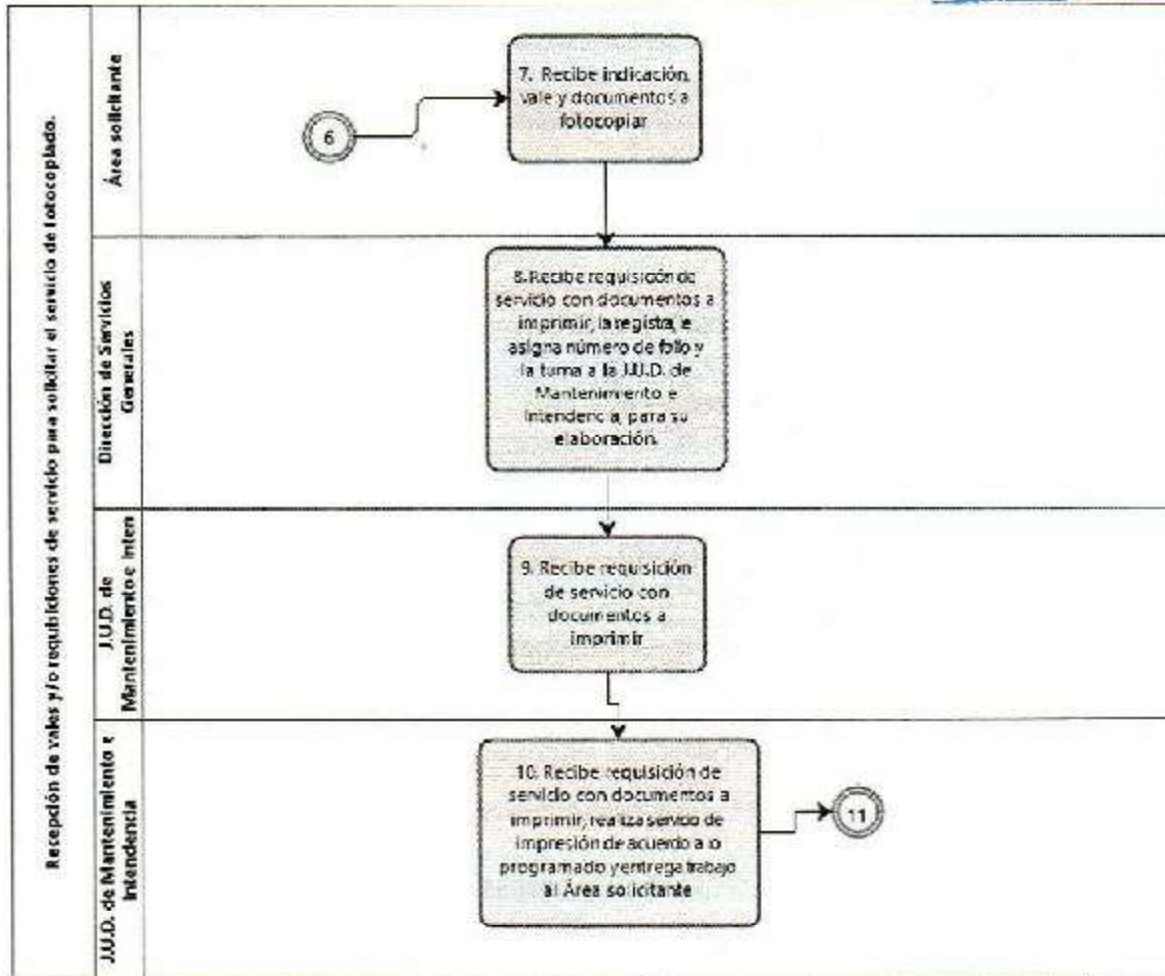 Recepción de vales y/o requisiciones de servicio para solicitar el servicio de fotocopiado.
Área solicitante
6
7. Recibe indicación,
vale y documentos a
fotocopiar
Dirección de Servicios
Generales
8. Recibe requisición de
servicio con documentos a
imprimir, la registra, le
asigna número de folio y
la turna a la J.U.D. de
Mantenimiento e
Intendencia, para su
elaboración.
J.U.D. de
Mantenimiento e Inten
9. Recibe requisición
de servicio con
documentos a
imprimir
J.U.D. de Mantenimiento e
Intendencia
10. Recibe requisición de
servicio con documentos a
imprimir, realiza servicio de
impresión de acuerdo a lo
programado y entrega trabajo
al Área solicitante
11